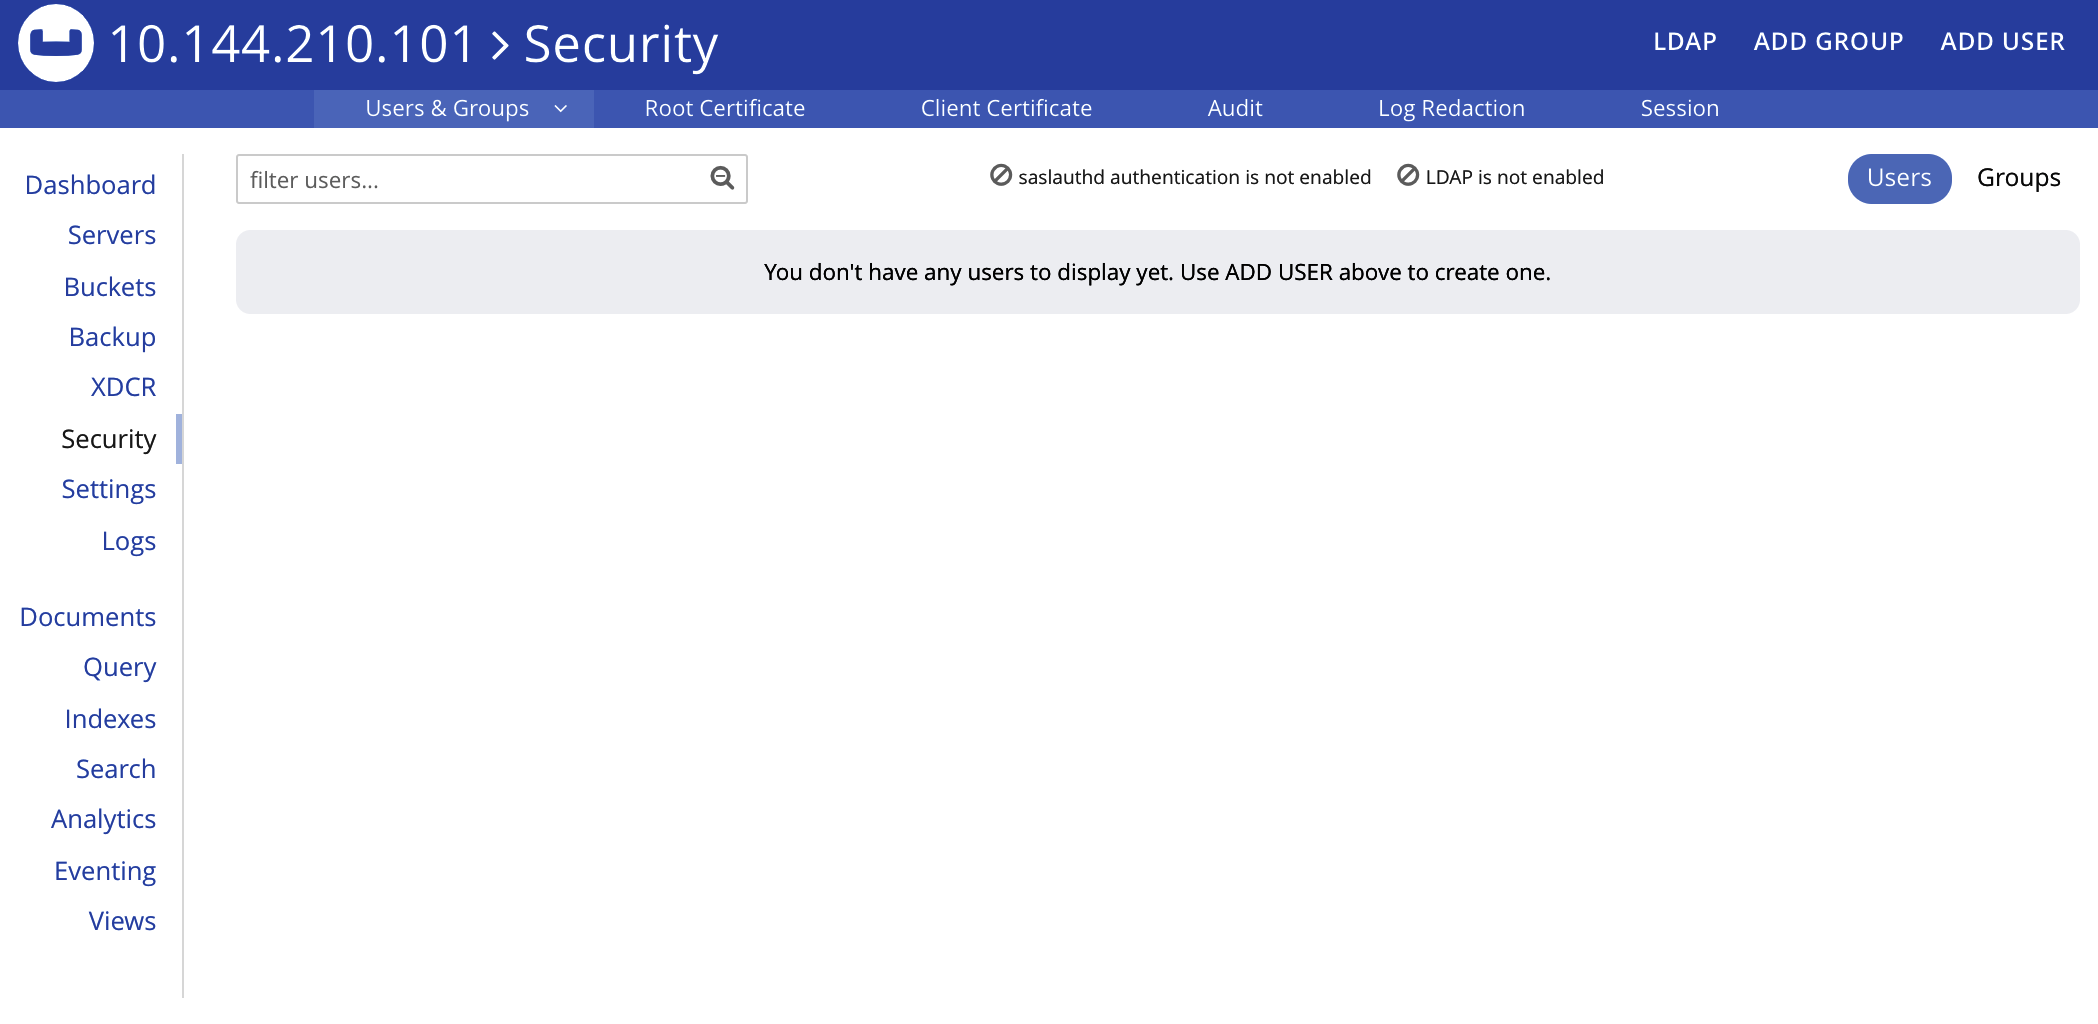 10.144.210.101 > Security
LDAP
ADD GROUP
ADD USER
Users & Groups
Root Certificate
Client Certificate
Audit
Log Redaction
Session
Dashboard
Servers
Buckets
Backup
XDCR
Security
Settings
Logs
Documents
Query
Indexes
Search
Analytics
Eventing
Views
filter users...
saslauthd authentication is not enabled
LDAP is not enabled
Users
Groups
You don't have any users to display yet. Use ADD USER above to create one.